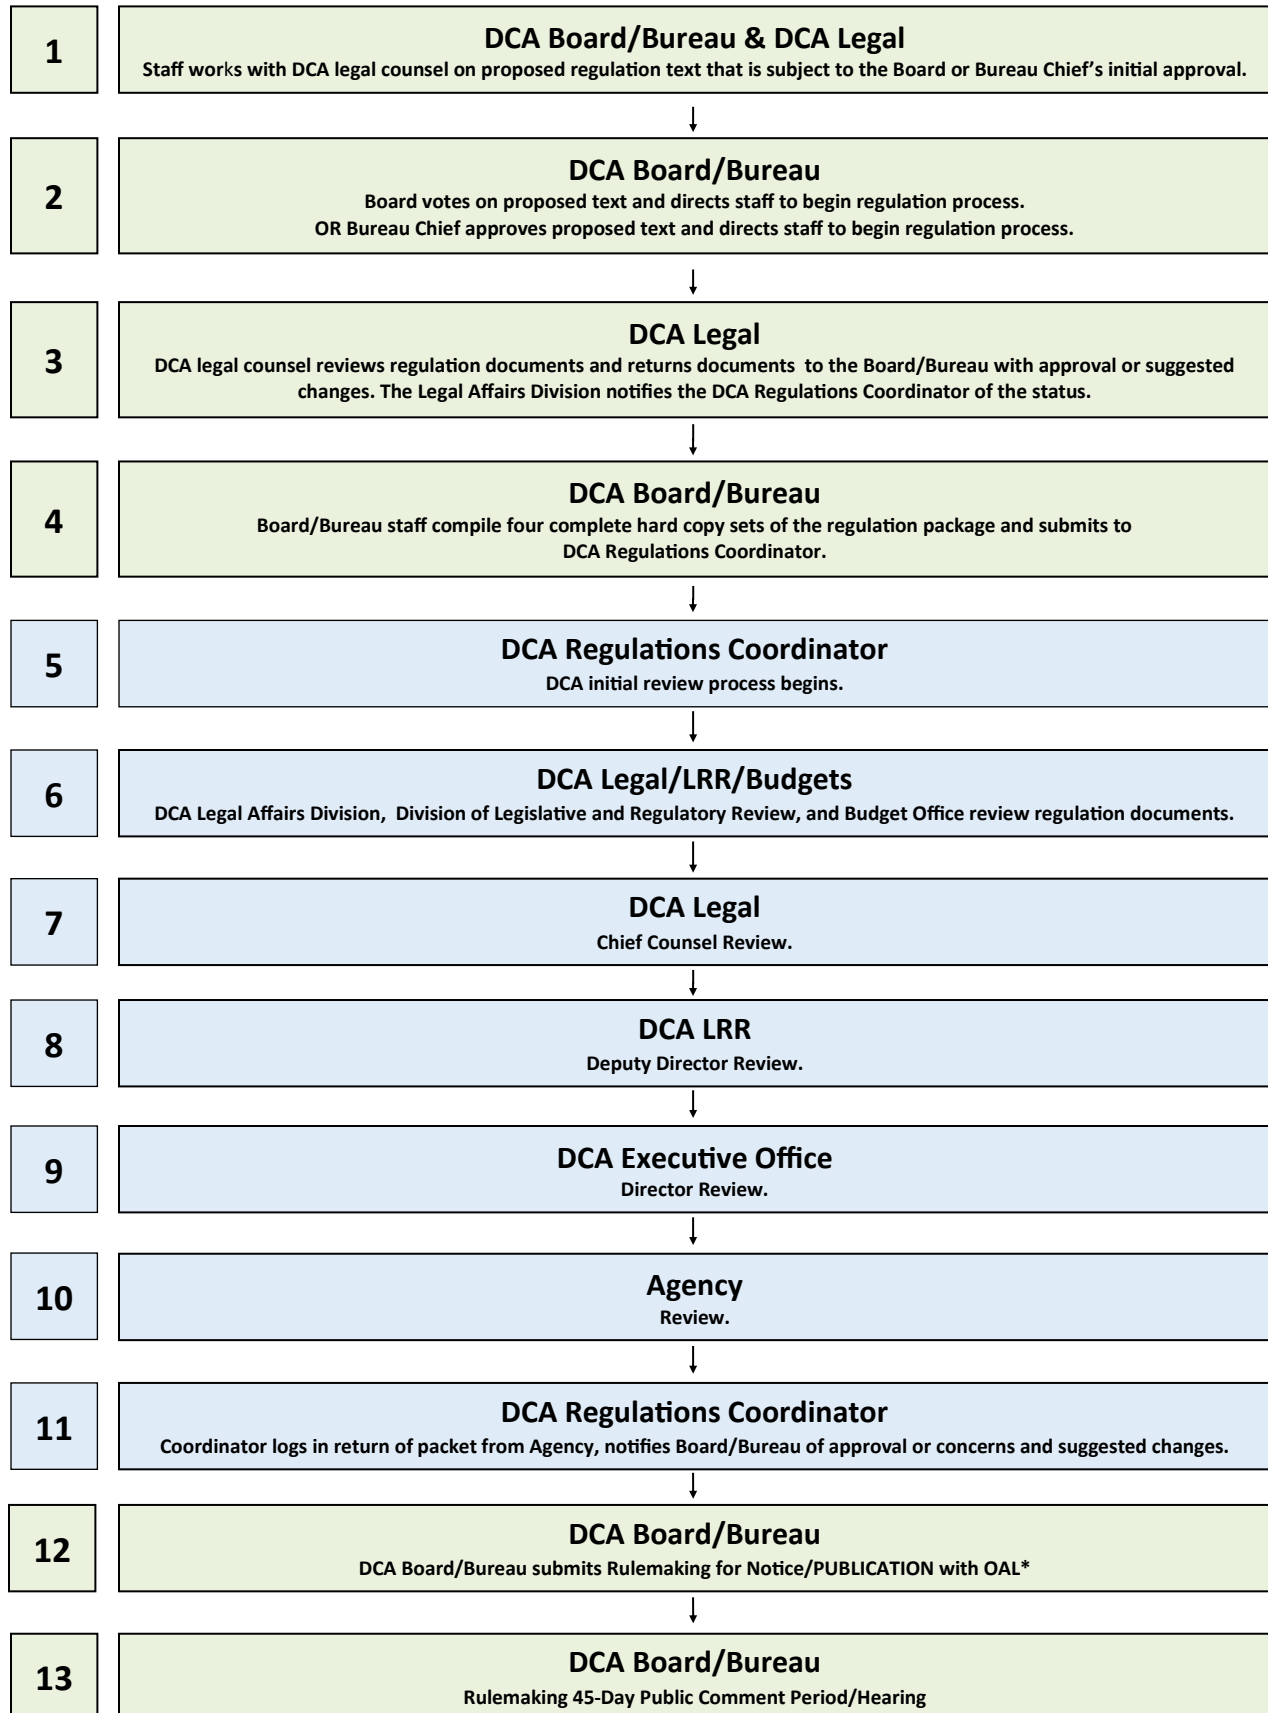 1
DCA Board/Bureau & DCA Legal
Staff works with DCA legal counsel on proposed regulation text that is subject to the Board or Bureau Chief's initial approval.
2
DCA Board/Bureau
Board votes on proposed text and directs staff to begin regulation process.
OR Bureau Chief approves proposed text and directs staff to begin regulation process.
3
DCA Legal
DCA legal counsel reviews regulation documents and returns documents to the Board/Bureau with approval or suggested
changes. The Legal Affairs Division notifies the DCA Regulations Coordinator of the status.
4
DCA Board/Bureau
Board/Bureau staff compile four complete hard copy sets of the regulation package and submits to
DCA Regulations Coordinator.
5
DCA Regulations Coordinator
DCA initial review process begins.
6
DCA Legal/LRR/Budgets
DCA Legal Affairs Division, Division of Legislative and Regulatory Review, and Budget Office review regulation documents.
7
DCA Legal
Chief Counsel Review.
8
DCA LRR
Deputy Director Review.
9
DCA Executive Office
Director Review.
10
Agency
Review.
11
DCA Regulations Coordinator
Coordinator logs in return of packet from Agency, notifies Board/Bureau of approval or concerns and suggested changes.
12
DCA Board/Bureau
DCA Board/Bureau submits Rulemaking for Notice/PUBLICATION with OAL*
13
DCA Board/Bureau
Rulemaking 45-Day Public Comment Period/Hearing